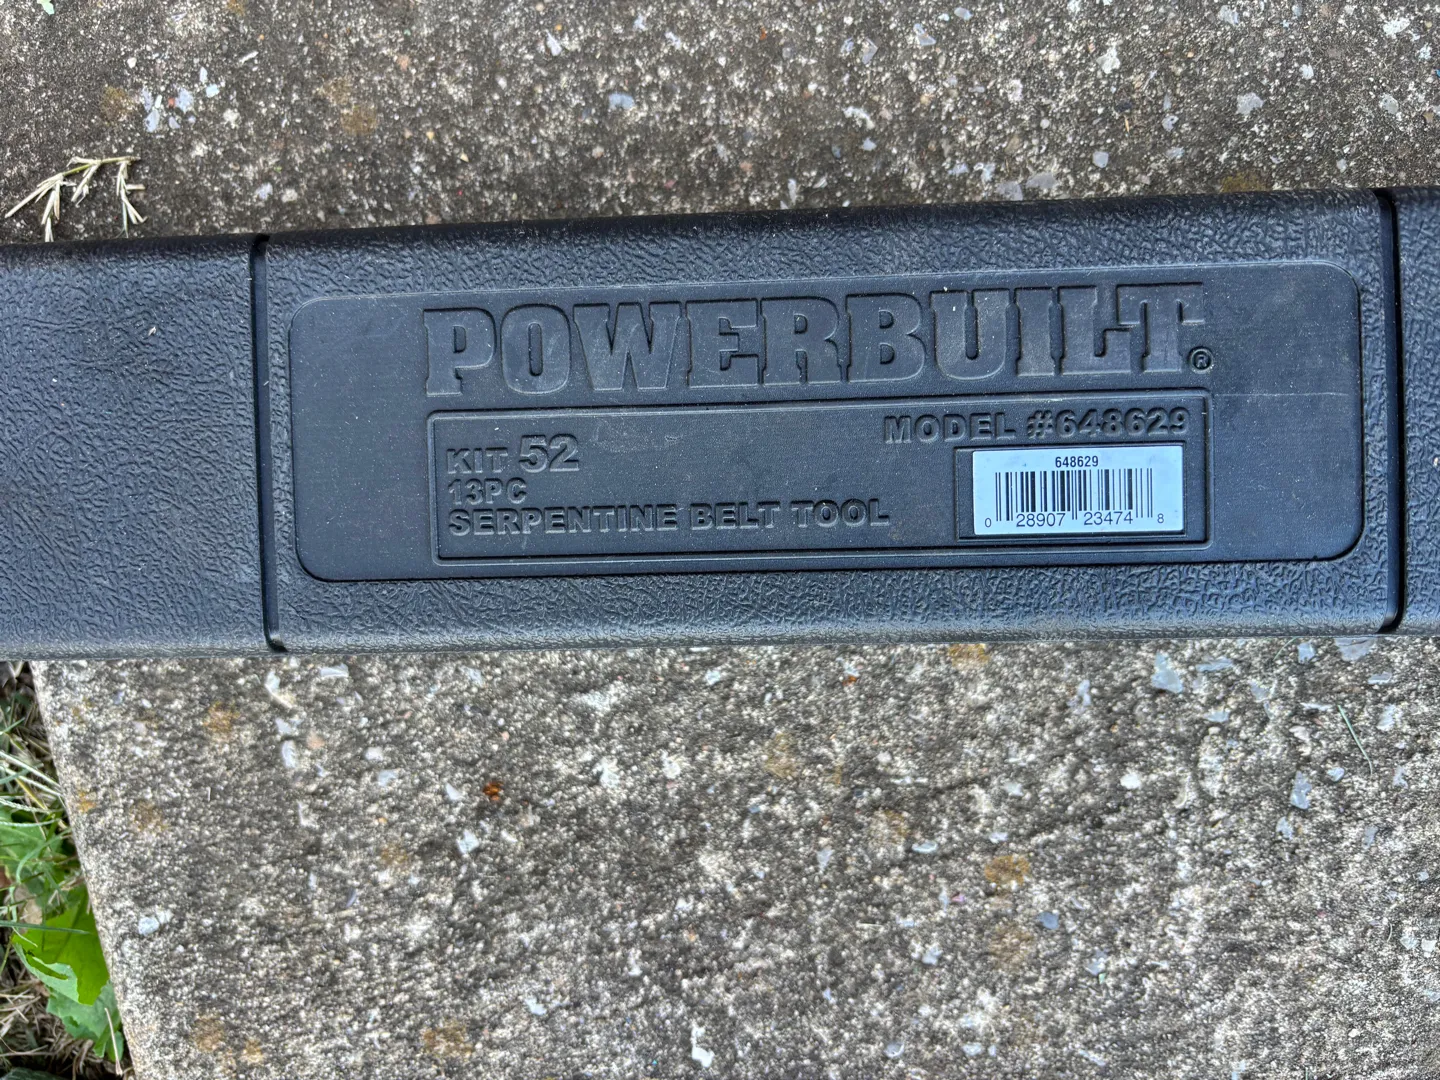 POWERBUILT®
MODEL #648629
KIT 52
13PC
SERPENTINE BELT TOOL
648629
0 28907 23474 8